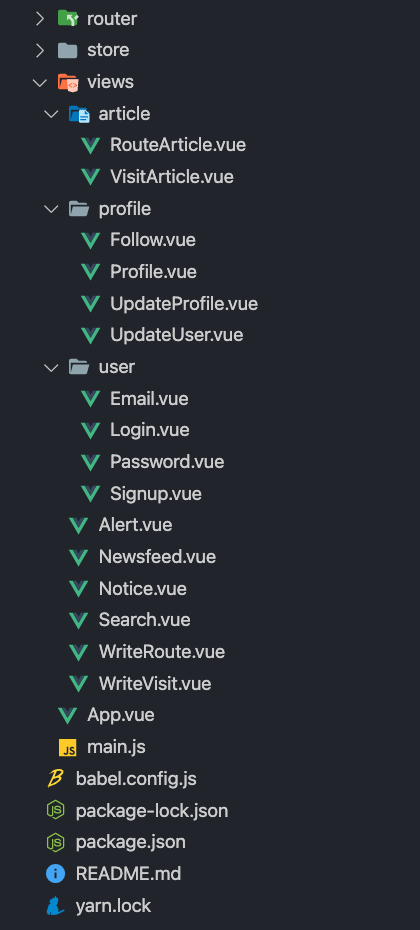 router
store
views
article
RouteArticle.vue
VisitArticle.vue
profile
Follow.vue
Profile.vue
UpdateProfile.vue
UpdateUser.vue
user
Email.vue
Login.vue
Password.vue
Signup.vue
Alert.vue
Newsfeed.vue
Notice.vue
Search.vue
WriteRoute.vue
WriteVisit.vue
App.vue
JS main.js
babel.config.js
package-lock.json
package.json
README.md
yarn.lock